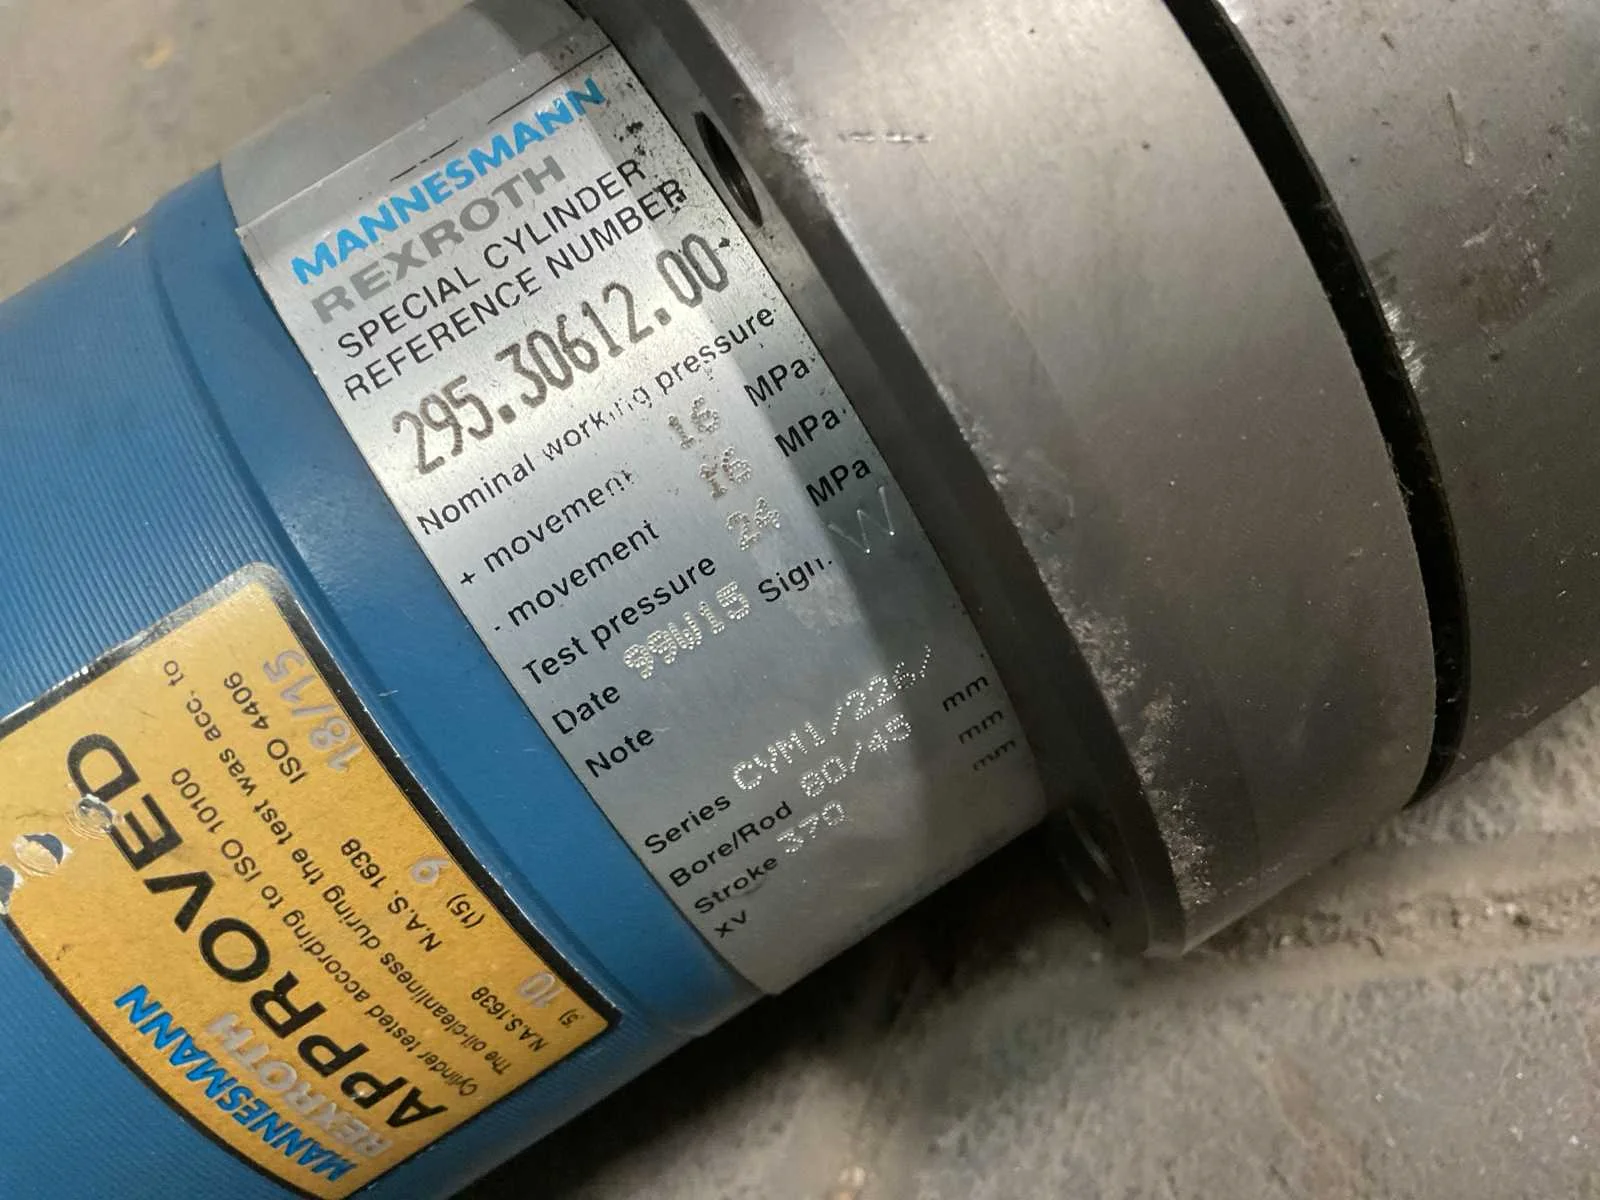 MANNESMANN
REXROTH
SPECIAL CYLINDER
REFERENCE NUMBER
295.30612.00
Nominal working pressure
+ movement 16 MPa
- movement 16 MPa
Test pressure 24 MPa
Date 99W15 Sign. W
Note
Series CYM1/226/
Bore/Rod 80/45 mm
Stroke 370 mm
XV mm
MANNESMANN
REXROTH
APPROVED
Cylinder tested according to ISO 10100
The oil-cleanliness during the test was acc. to
N.A.S.1638 N.A.S. 1638 ISO 4406
10 (15) 9 18/15